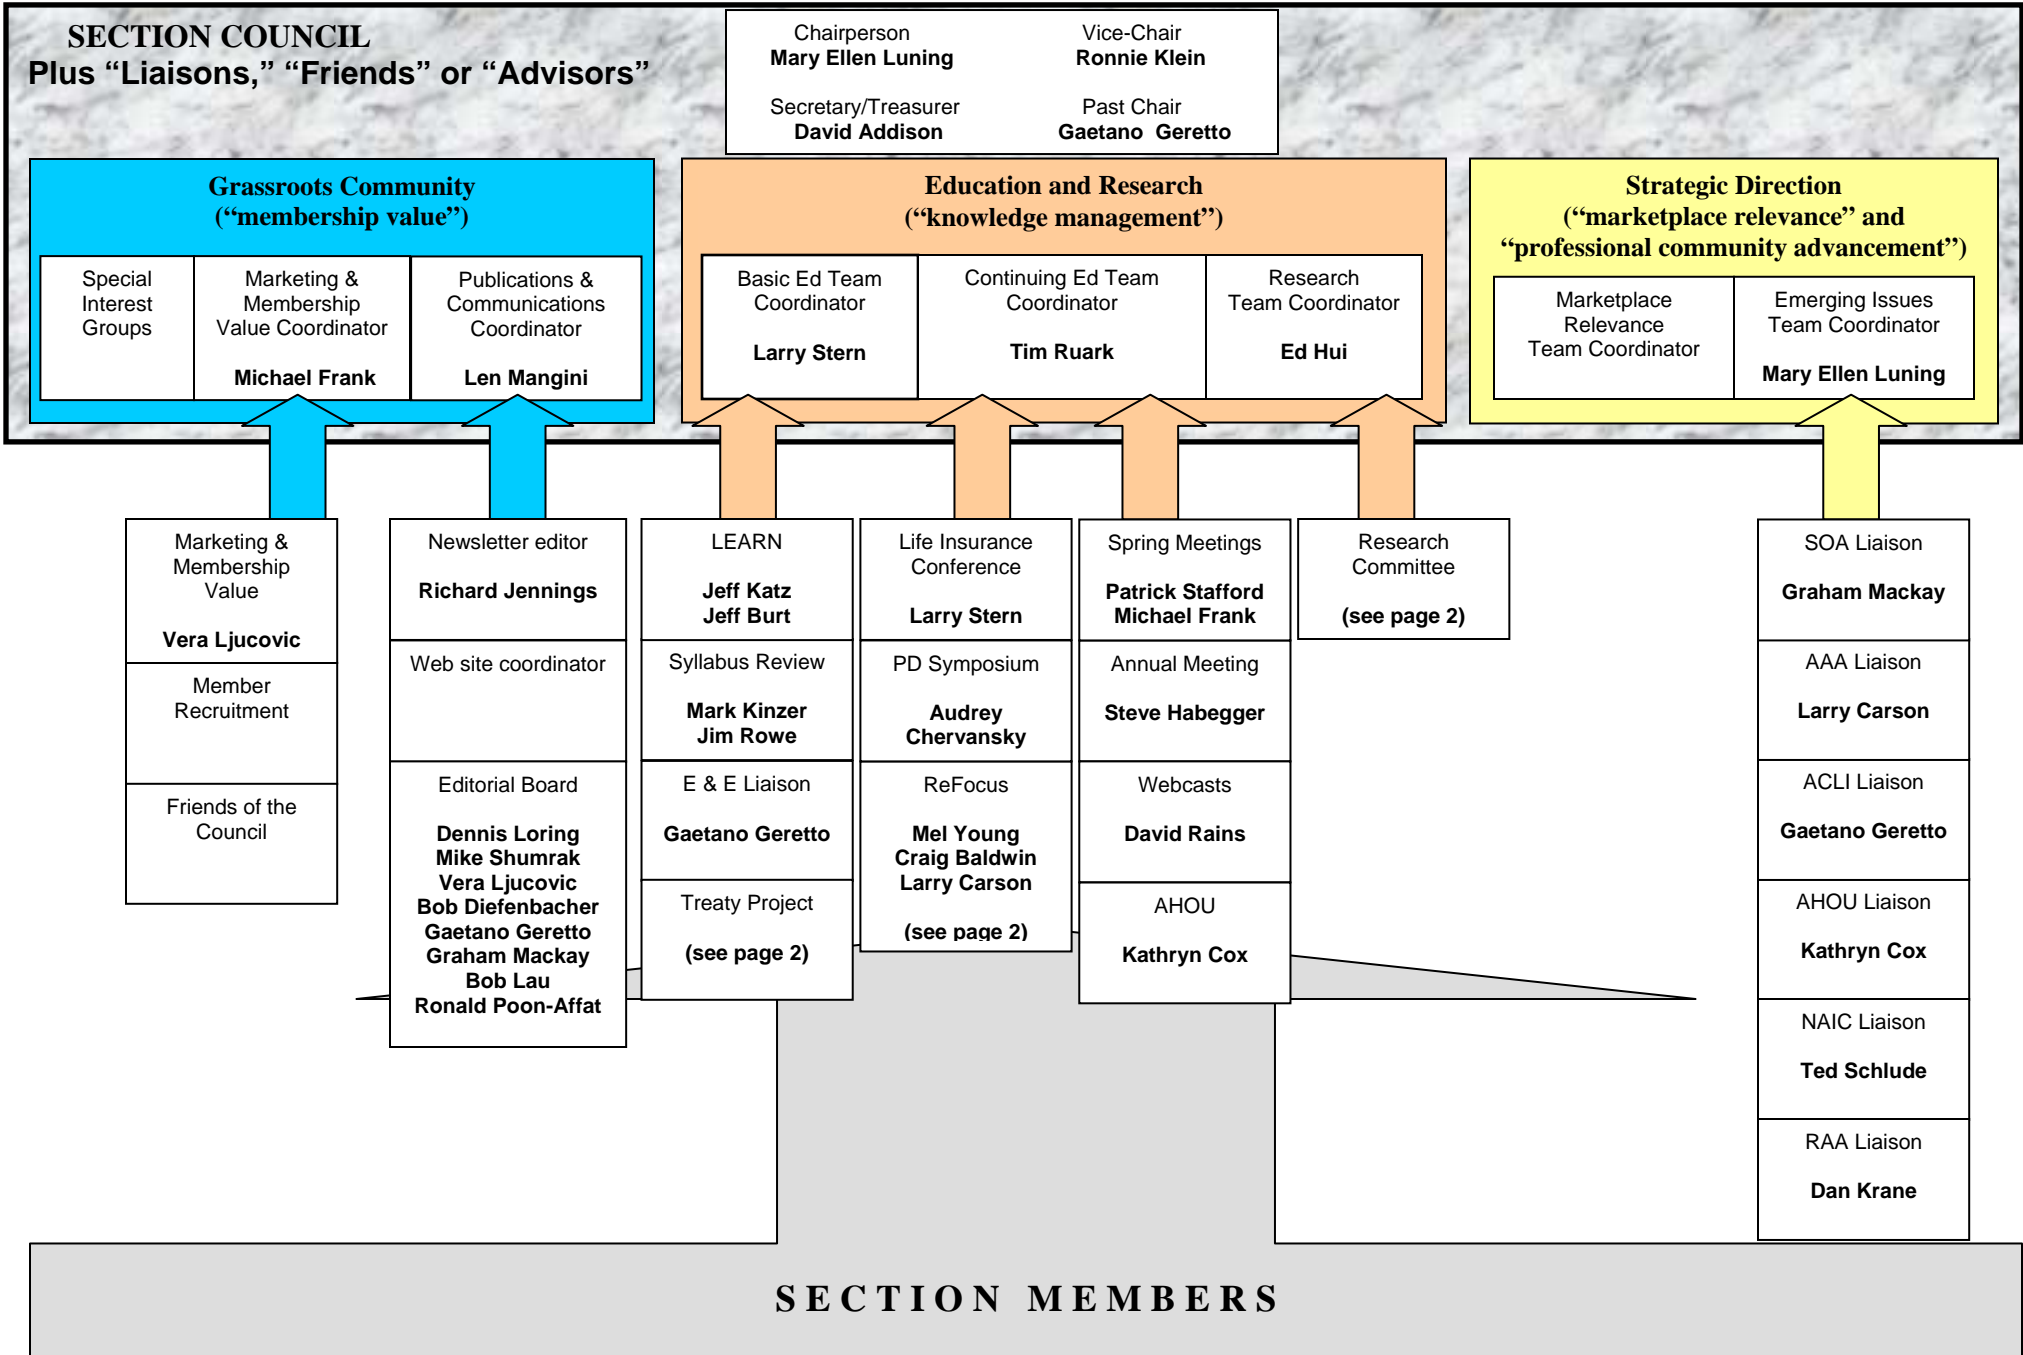 SECTION COUNCIL
Plus “Liaisons,” “Friends” or “Advisors”
Chairperson
Mary Ellen Luning
Vice-Chair
Ronnie Klein
Secretary/Treasurer
David Addison
Past Chair
Gaetano Geretto
Grassroots Community
(“membership value”)
Special
Interest
Groups
Marketing &
Membership
Value Coordinator
Michael Frank
Publications &
Communications
Coordinator
Len Mangini
Education and Research
(“knowledge management”)
Basic Ed Team
Coordinator
Larry Stern
Continuing Ed Team
Coordinator
Tim Ruark
Research
Team Coordinator
Ed Hui
Strategic Direction
(“marketplace relevance” and
“professional community advancement”)
Marketplace
Relevance
Team Coordinator
Emerging Issues
Team Coordinator
Mary Ellen Luning
Marketing &
Membership
Value
Vera Ljucovic
Member
Recruitment
Friends of the
Council
Newsletter editor
Richard Jennings
Web site coordinator
Editorial Board
Dennis Loring
Mike Shumrak
Vera Ljucovic
Bob Diefenbacher
Gaetano Geretto
Graham Mackay
Bob Lau
Ronald Poon-Affat
LEARN
Jeff Katz
Jeff Burt
Syllabus Review
Mark Kinzer
Jim Rowe
E & E Liaison
Gaetano Geretto
Treaty Project
(see page 2)
Life Insurance
Conference
Larry Stern
PD Symposium
Audrey
Chervansky
ReFocus
Mel Young
Craig Baldwin
Larry Carson
(see page 2)
Spring Meetings
Patrick Stafford
Michael Frank
Annual Meeting
Steve Habegger
Webcasts
David Rains
AHOU
Kathryn Cox
Research
Committee
(see page 2)
SOA Liaison
Graham Mackay
AAA Liaison
Larry Carson
ACLI Liaison
Gaetano Geretto
AHOU Liaison
Kathryn Cox
NAIC Liaison
Ted Schlude
RAA Liaison
Dan Krane
SECTION MEMBERS